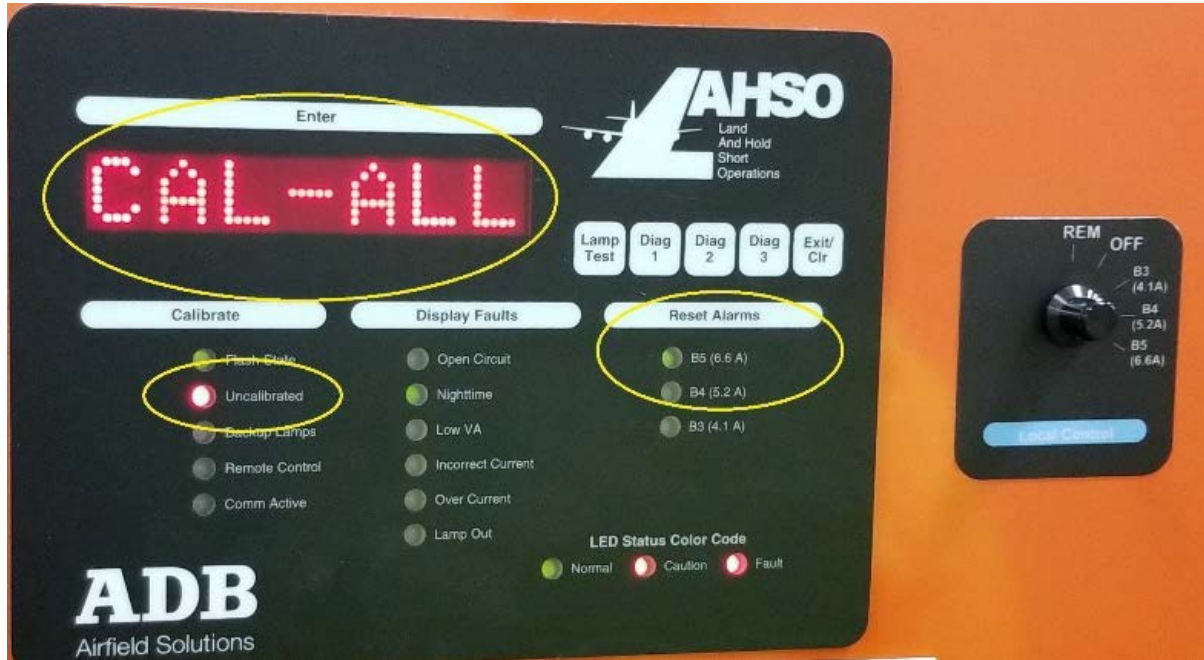 Enter
CAL-ALL
LAHSO
Land
And Hold
Short
Operations
Lamp
Test
Diag
1
Diag
2
Diag
3
Exit/
Clr
Calibrate
Flash State
Uncalibrated
Backup Lamps
Remote Control
Comm Active
Display Faults
Open Circuit
Nighttime
Low VA
Incorrect Current
Over Current
Lamp Out
Reset Alarms
B5 (6.6 A)
B4 (5.2 A)
B3 (4.1 A)
LED Status Color Code
Normal
Caution
Fault
ADB
Airfield Solutions
REM
OFF
B3
(4.1A)
B4
(5.2A)
B5
(6.6A)
Local Control